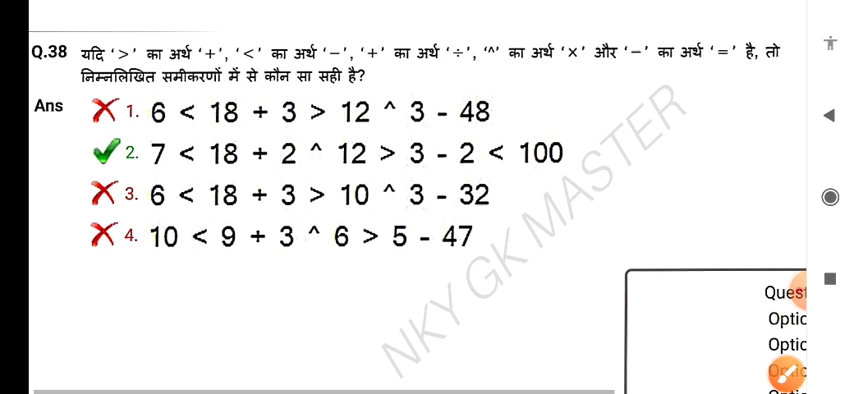 Q.38 यदि ‘>’ का अर्थ ‘+’, ‘<’ का अर्थ ‘−’, ‘+’ का अर्थ ‘÷’, ‘^’ का अर्थ ‘×’ और ‘−’ का अर्थ ‘=’ है, तो
निम्नलिखित समीकरणों में से कौन सा सही है?
Ans 1. 6 < 18 + 3 > 12 ^ 3 - 48
2. 7 < 18 + 2 ^ 12 > 3 - 2 < 100
3. 6 < 18 + 3 > 10 ^ 3 - 32
4. 10 < 9 + 3 ^ 6 > 5 - 47
NKY GK MASTER
Quest
Optic
Optic